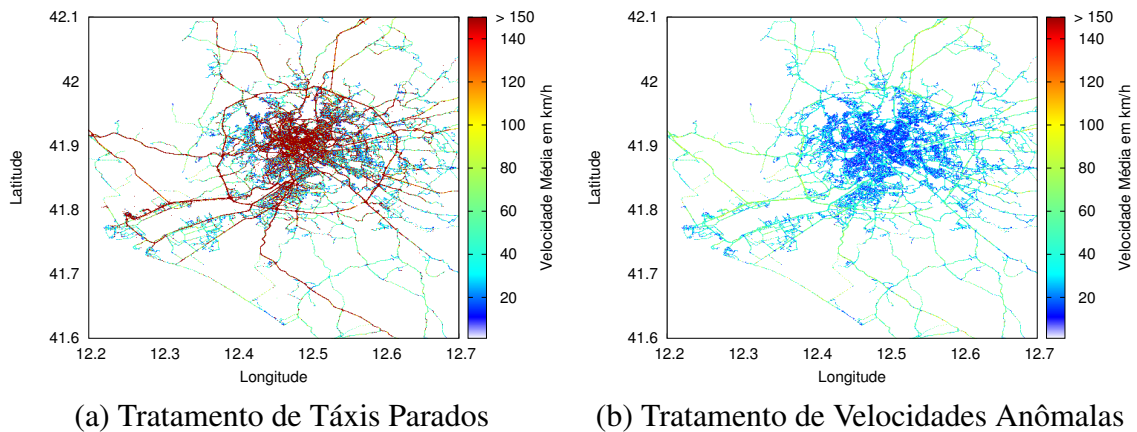 42.1
42
41.9
41.8
41.7
41.6
Latitude
12.2 12.3 12.4 12.5 12.6 12.7
Longitude
> 150
140
120
100
80
60
40
20
Velocidade Média em km/h
(a) Tratamento de Táxis Parados
42.1
42
41.9
41.8
41.7
41.6
Latitude
12.2 12.3 12.4 12.5 12.6 12.7
Longitude
> 150
140
120
100
80
60
40
20
Velocidade Média em km/h
(b) Tratamento de Velocidades Anômalas